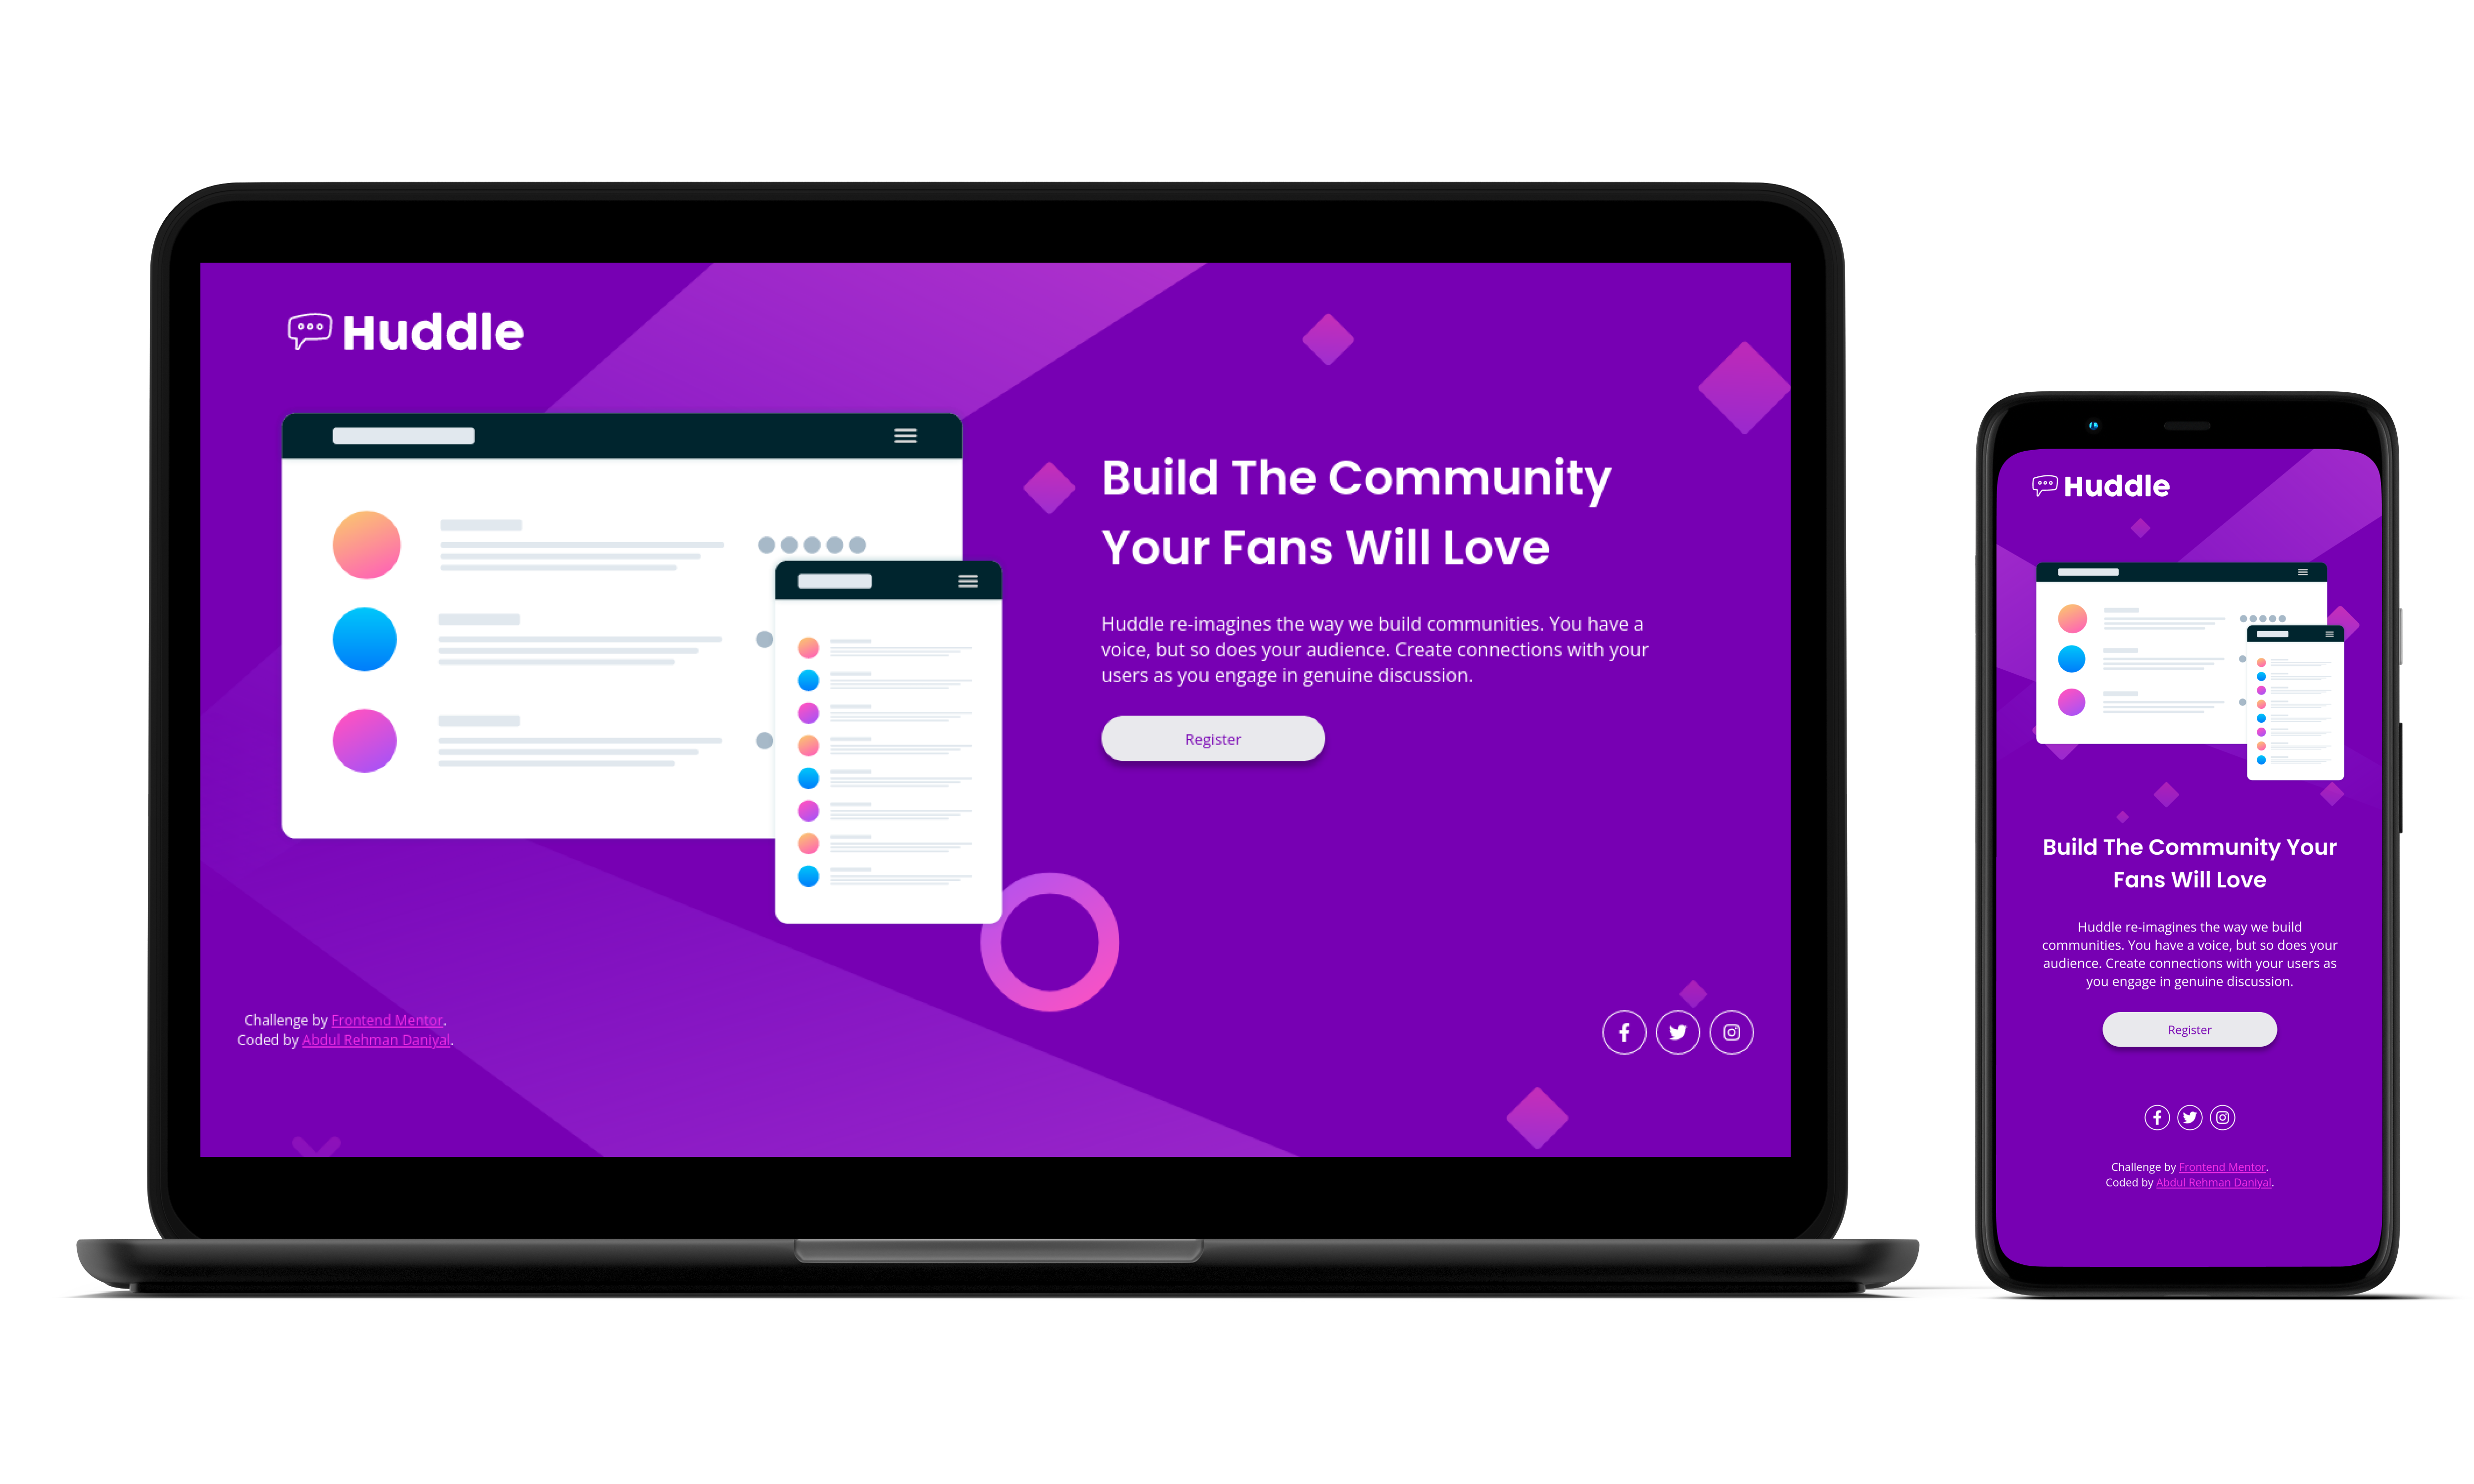 Huddle
Build The Community
Your Fans Will Love
Huddle re-imagines the way we build communities. You have a
voice, but so does your audience. Create connections with your
users as you engage in genuine discussion.
Register
Challenge by Frontend Mentor.
Coded by Abdul Rehman Daniyal.
Huddle
Build The Community Your
Fans Will Love
Huddle re-imagines the way we build
communities. You have a voice, but so does your
audience. Create connections with your users as
you engage in genuine discussion.
Register
Challenge by Frontend Mentor.
Coded by Abdul Rehman Daniyal.